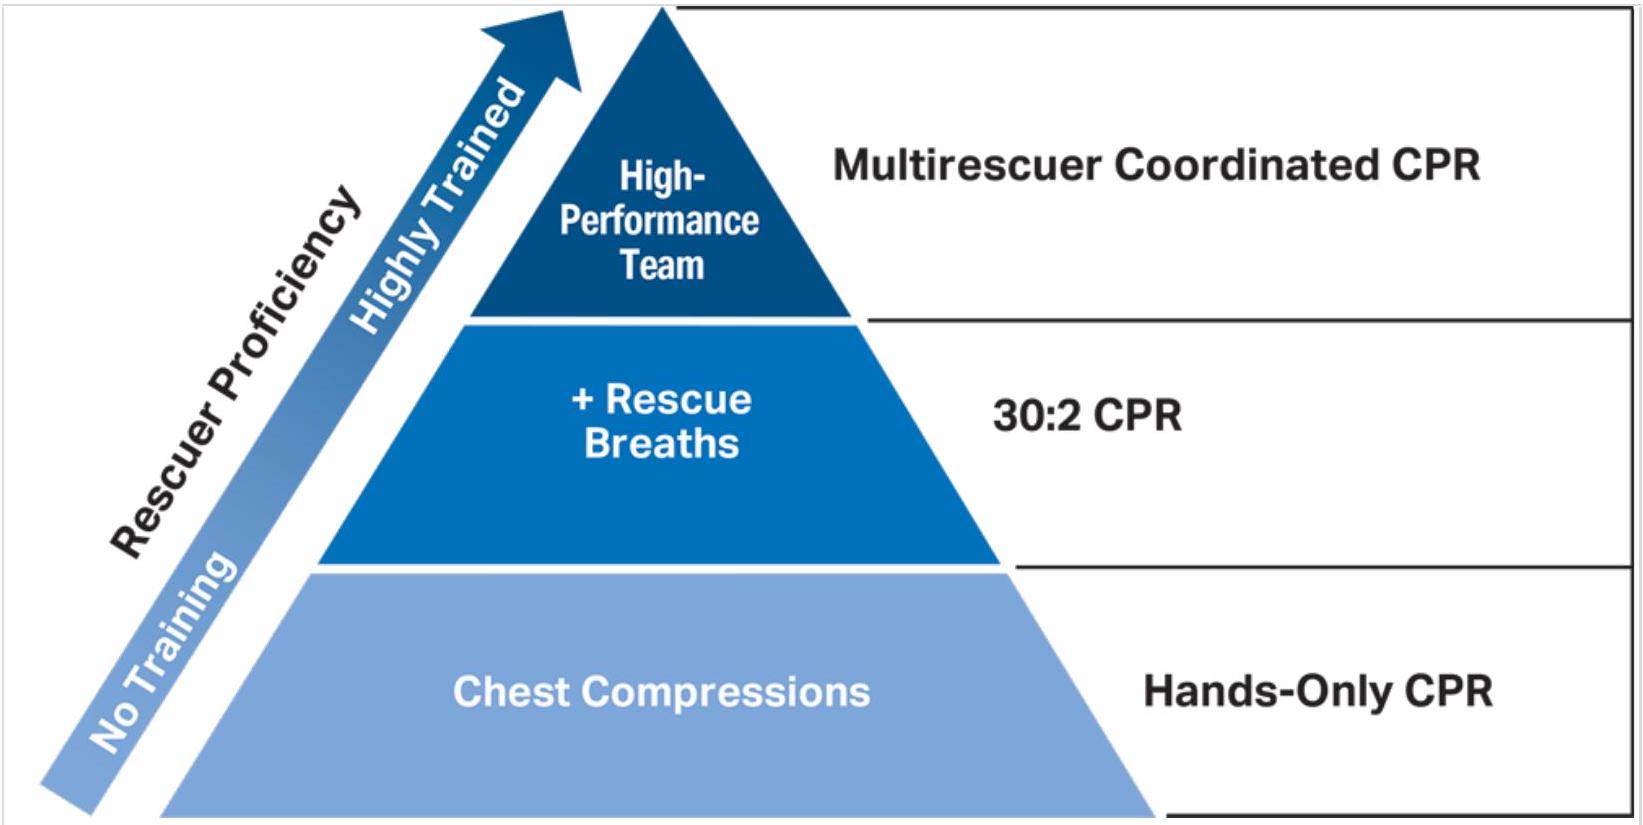 Rescuer Proficiency
No Training
Highly Trained
High-
Performance
Team
Multirescuer Coordinated CPR
+ Rescue
Breaths
30:2 CPR
Chest Compressions
Hands-Only CPR